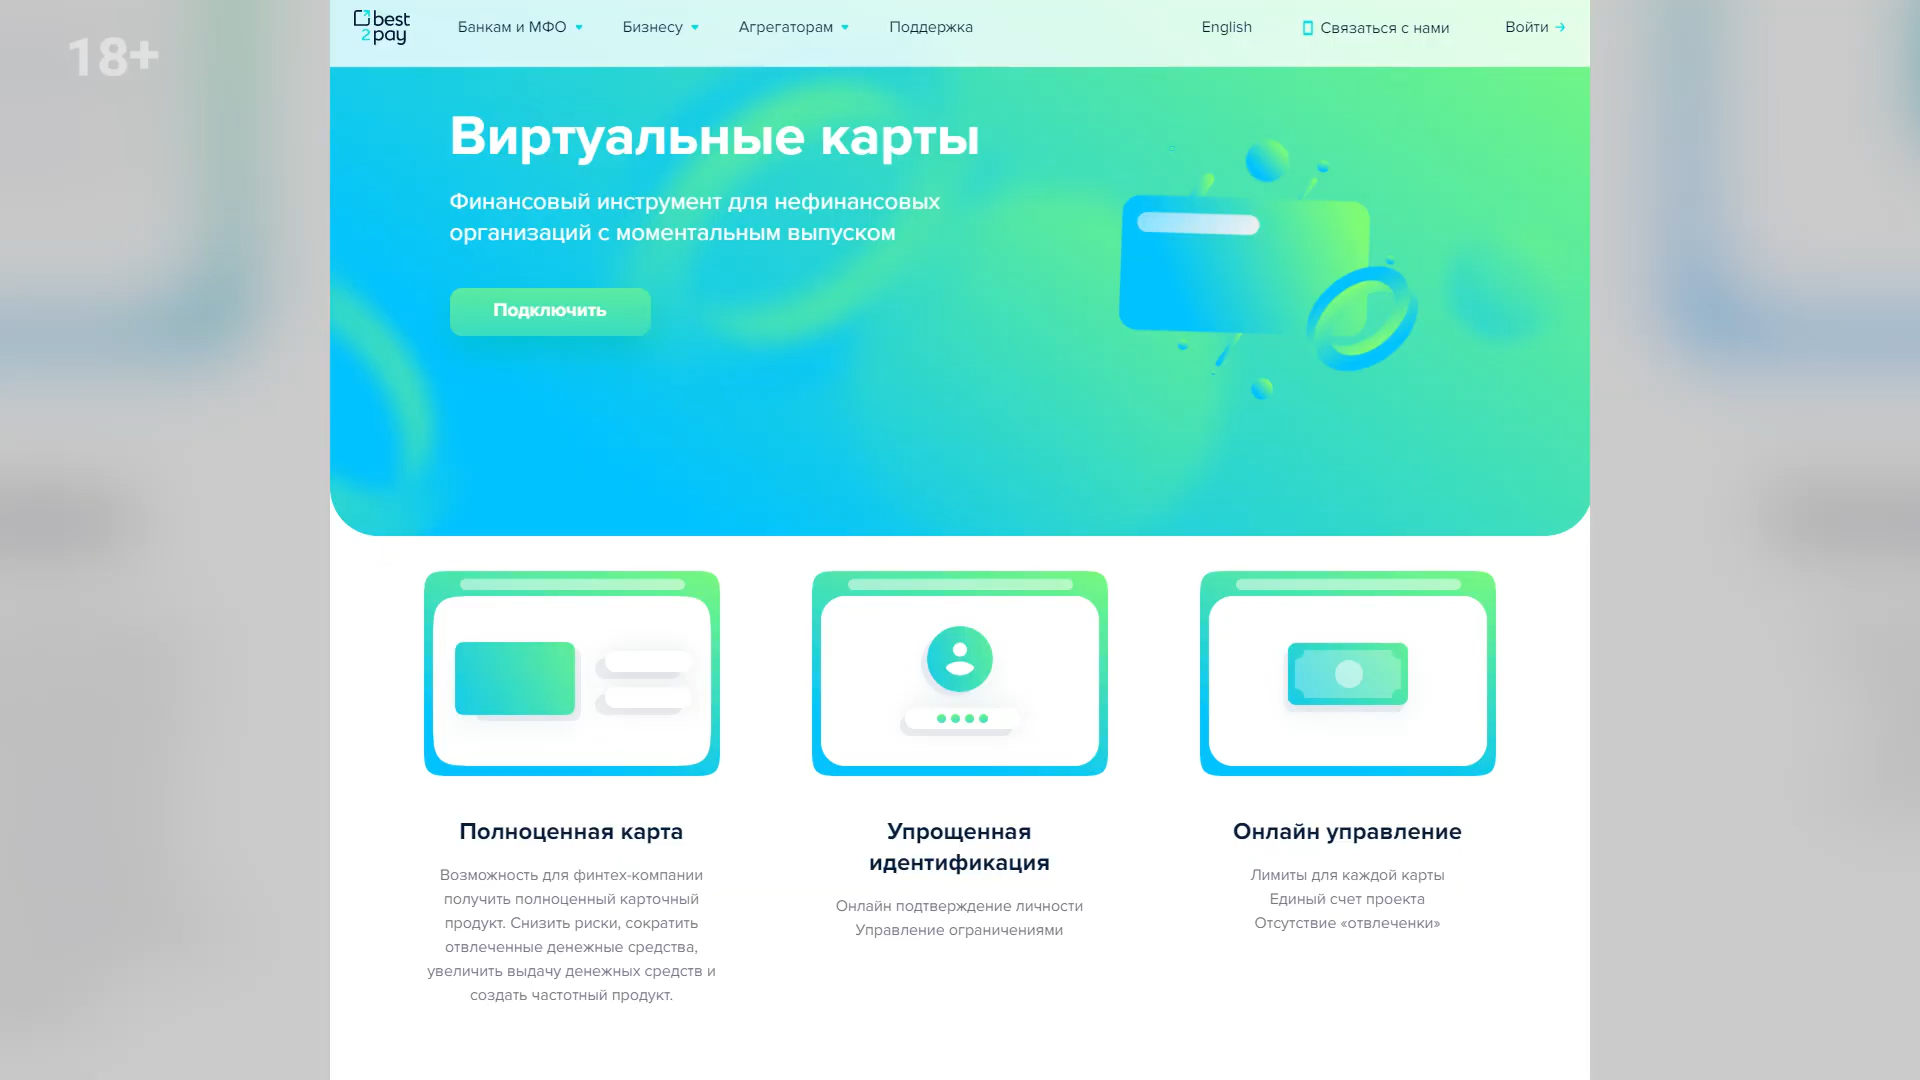 18+
best
2pay
Банкам и МФО
Бизнесу
Агрегаторам
Поддержка
English
Связаться с нами
Войти
Виртуальные карты
Финансовый инструмент для нефинансовых
организаций с моментальным выпуском
Подключить
Полноценная карта
Возможность для финтех-компании
получить полноценный карточный
продукт. Снизить риски, сократить
отвлеченные денежные средства,
увеличить выдачу денежных средств и
создать частотный продукт.
Упрощенная
идентификация
Онлайн подтверждение личности
Управление ограничениями
Онлайн управление
Лимиты для каждой карты
Единый счет проекта
Отсутствие «отвлеченки»